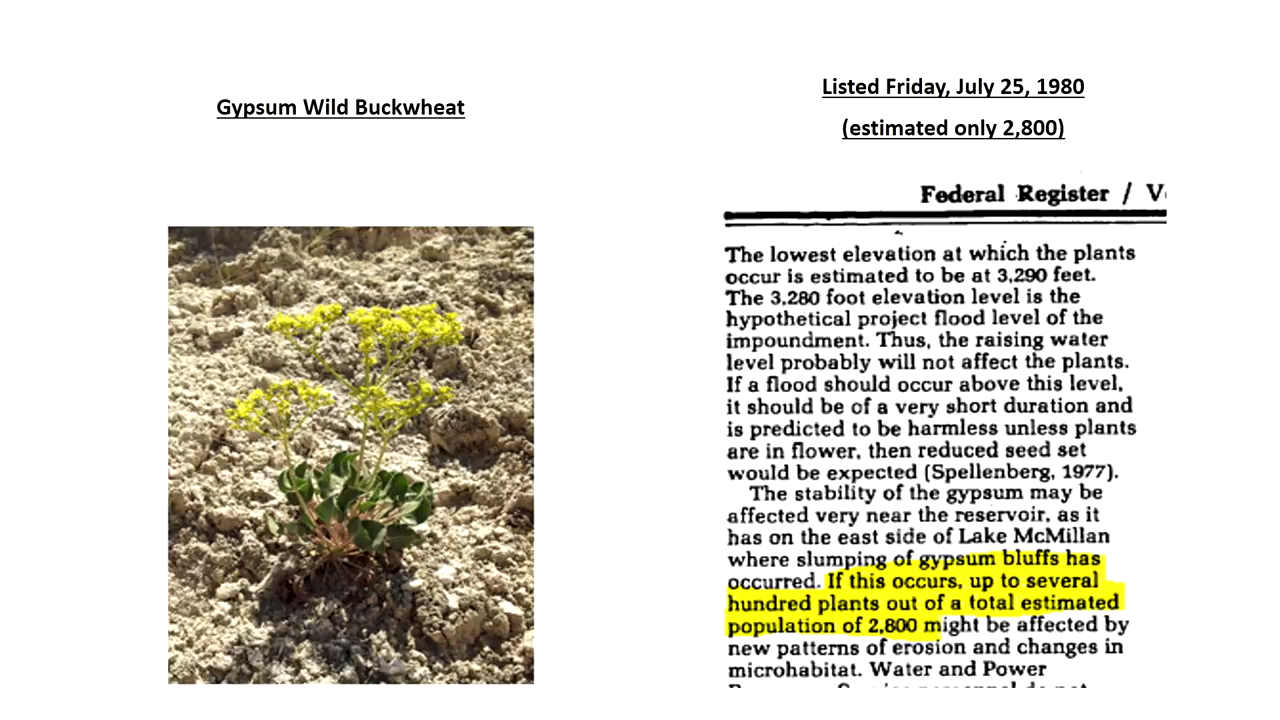 Gypsum Wild Buckwheat
Listed Friday, July 25, 1980
(estimated only 2,800)
Federal Register / V
The lowest elevation at which the plants
occur is estimated to be at 3,290 feet.
The 3,280 foot elevation level is the
hypothetical project flood level of the
impoundment. Thus, the raising water
level probably will not affect the plants.
If a flood should occur above this level,
it should be of a very short duration and
is predicted to be harmless unless plants
are in flower, then reduced seed set
would be expected (Spellenberg, 1977).
The stability of the gypsum may be
affected very near the reservoir, as it
has on the east side of Lake McMillan
where slumping of gypsum bluffs has
occurred. If this occurs, up to several
hundred plants out of a total estimated
population of 2,800 might be affected by
new patterns of erosion and changes in
microhabitat. Water and Power